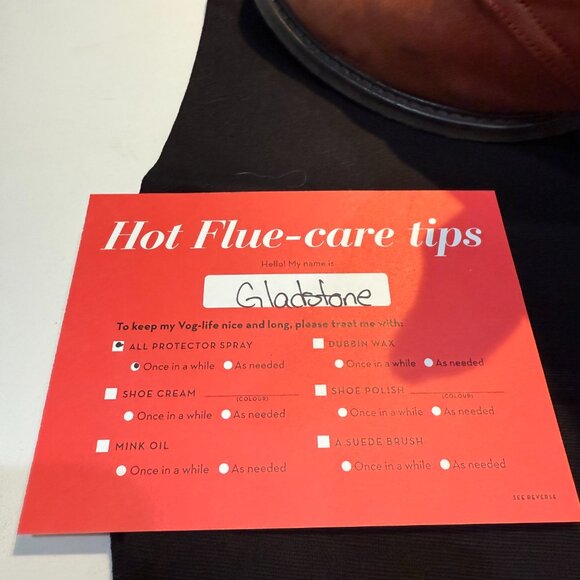 Hot Flue-care tips
Hello! My name is
Gladstone
To keep my Vog-life nice and long, please treat me with:
ALL PROTECTOR SPRAY
Once in a while As needed
DUBBIN WAX
Once in a while As needed
SHOE CREAM
(COLOUR)
Once in a while As needed
SHOE POLISH
(COLOUR)
Once in a while As needed
MINK OIL
Once in a while As needed
A SUEDE BRUSH
Once in a while As needed
SEE REVERSE